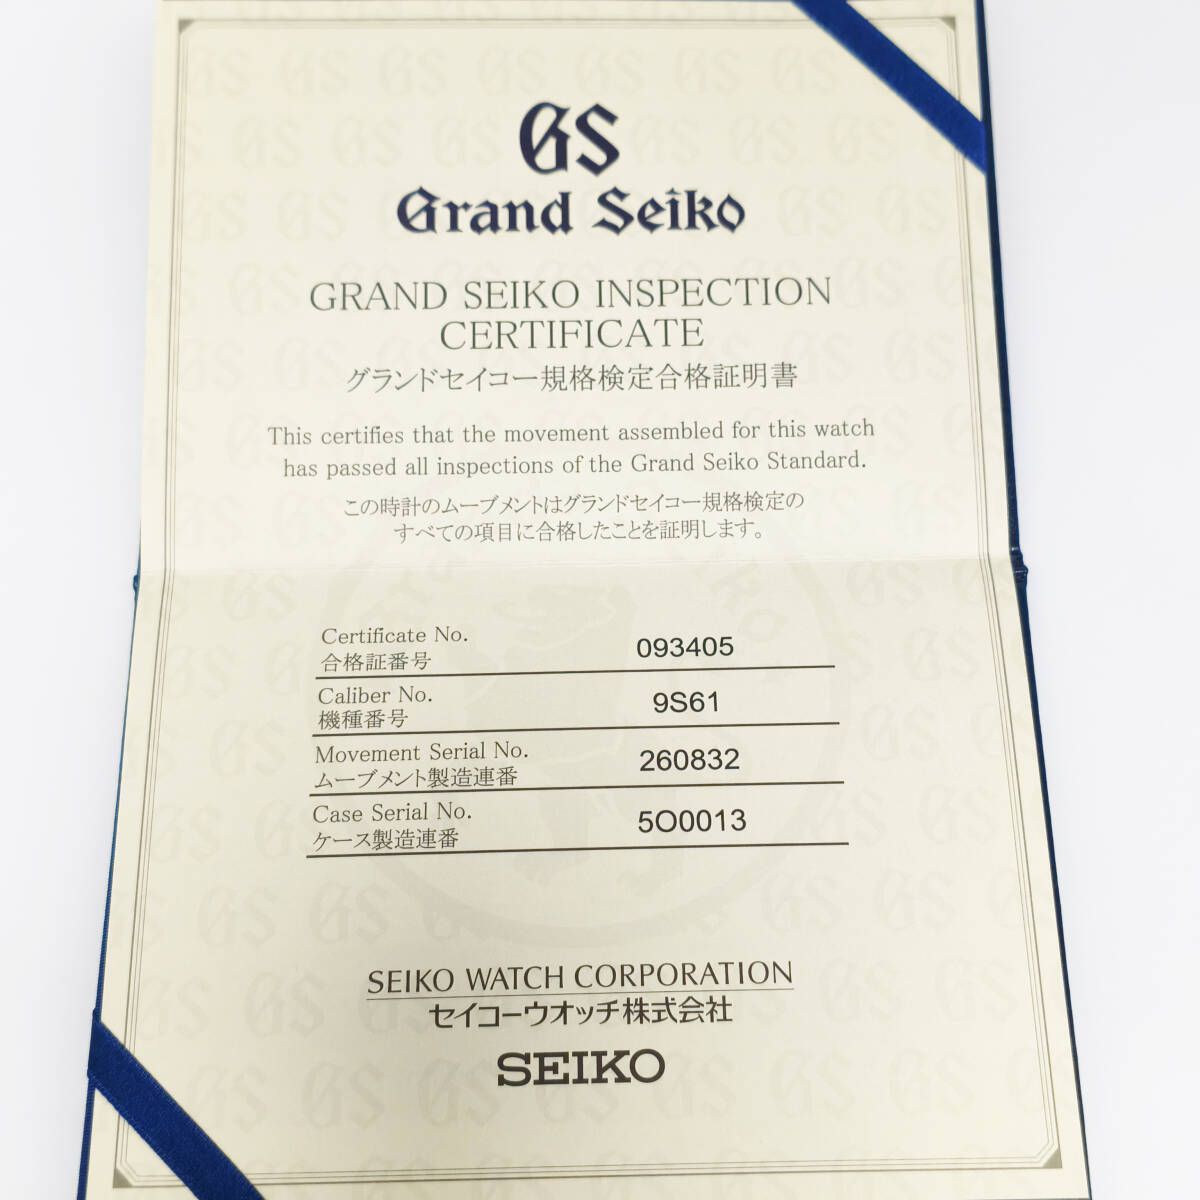 GS
Grand Seiko
GRAND SEIKO INSPECTION
CERTIFICATE
グランドセイコー規格検定合格証明書
This certifies that the movement assembled for this watch
has passed all inspections of the Grand Seiko Standard.
この時計のムーブメントはグランドセイコー規格検定の
すべての項目に合格したことを証明します。
Certificate No.
合格証番号 093405
Caliber No.
機種番号 9S61
Movement Serial No.
ムーブメント製造連番 260832
Case Serial No.
ケース製造連番 5O0013
SEIKO WATCH CORPORATION
セイコーウオッチ株式会社
SEIKO